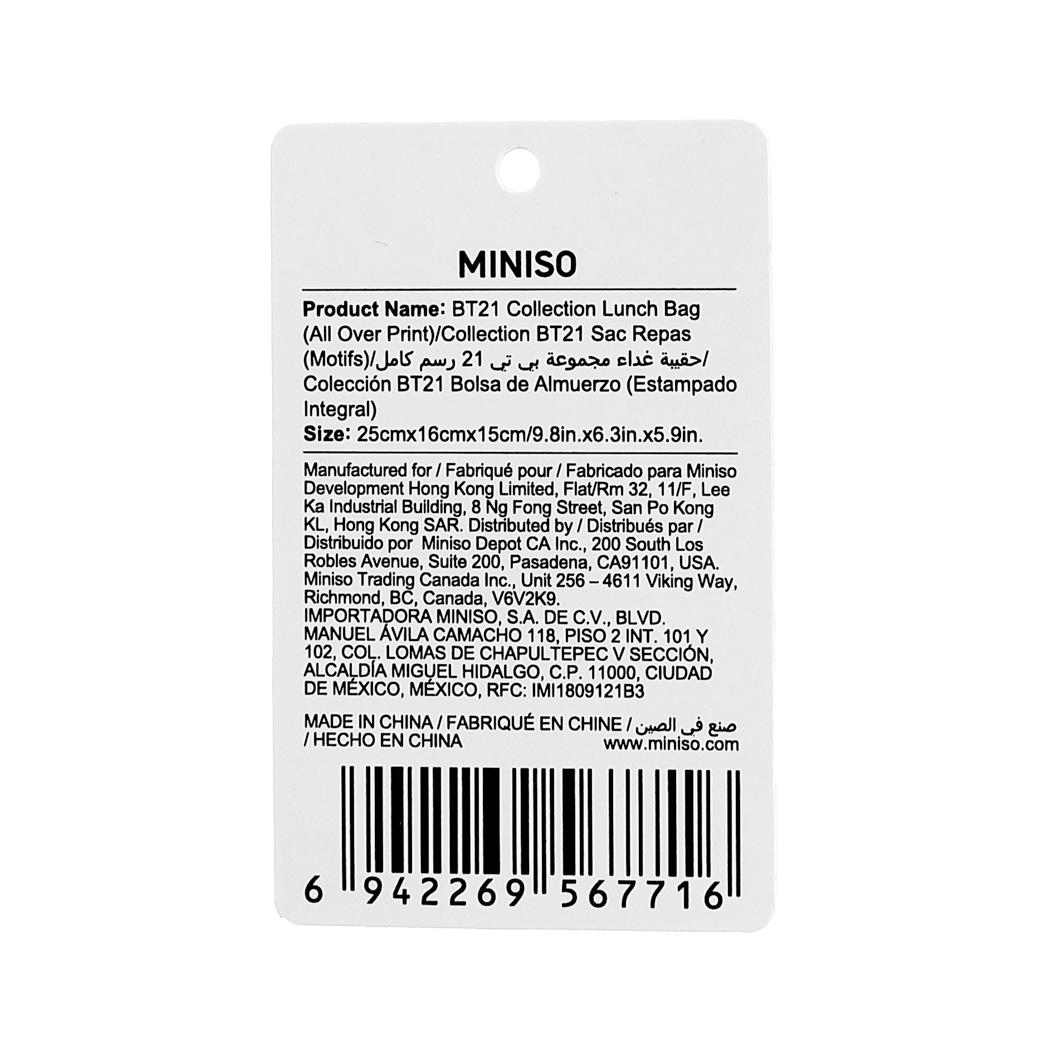 MINISO
Product Name: BT21 Collection Lunch Bag
(All Over Print)/Collection BT21 Sac Repas
(Motifs)/حقيبة غداء مجموعة بي تي 21 رسم كامل/
Colección BT21 Bolsa de Almuerzo (Estampado
Integral)
Size: 25cmx16cmx15cm/9.8in.x6.3in.x5.9in.
Manufactured for / Fabriqué pour / Fabricado para Miniso
Development Hong Kong Limited, Flat/Rm 32, 11/F, Lee
Ka Industrial Building, 8 Ng Fong Street, San Po Kong
KL, Hong Kong SAR. Distributed by / Distribués par /
Distribuido por Miniso Depot CA Inc., 200 South Los
Robles Avenue, Suite 200, Pasadena, CA91101, USA.
Miniso Trading Canada Inc., Unit 256 – 4611 Viking Way,
Richmond, BC, Canada, V6V2K9.
IMPORTADORA MINISO, S.A. DE C.V., BLVD.
MANUEL ÁVILA CAMACHO 118, PISO 2 INT. 101 Y
102, COL. LOMAS DE CHAPULTEPEC V SECCIÓN,
ALCALDÍA MIGUEL HIDALGO, C.P. 11000, CIUDAD
DE MÉXICO, MÉXICO, RFC: IMI1809121B3
MADE IN CHINA / FABRIQUÉ EN CHINE / صنع في الصين
/ HECHO EN CHINA www.miniso.com
6 942269 567716